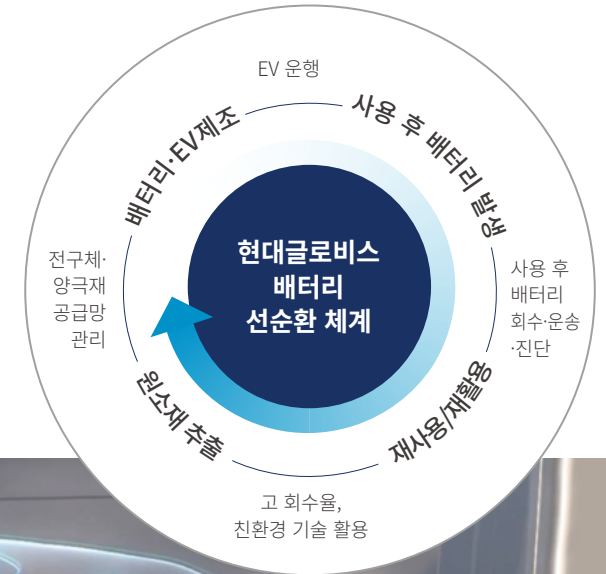 EV 운행
배터리·EV제조
사용 후 배터리 발생
현대글로비스
배터리
선순환 체계
전구체·
양극재
공급망
관리
사용 후
배터리
회수·운송
·진단
원소재 추출
재사용/재활용
고 회수율,
친환경 기술 활용